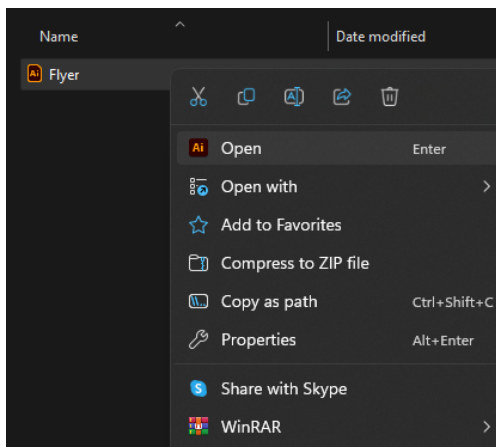 Name
Date modified
Ai Flyer
Ai Open Enter
Open with
Add to Favorites
Compress to ZIP file
Copy as path Ctrl+Shift+C
Properties Alt+Enter
Share with Skype
WinRAR